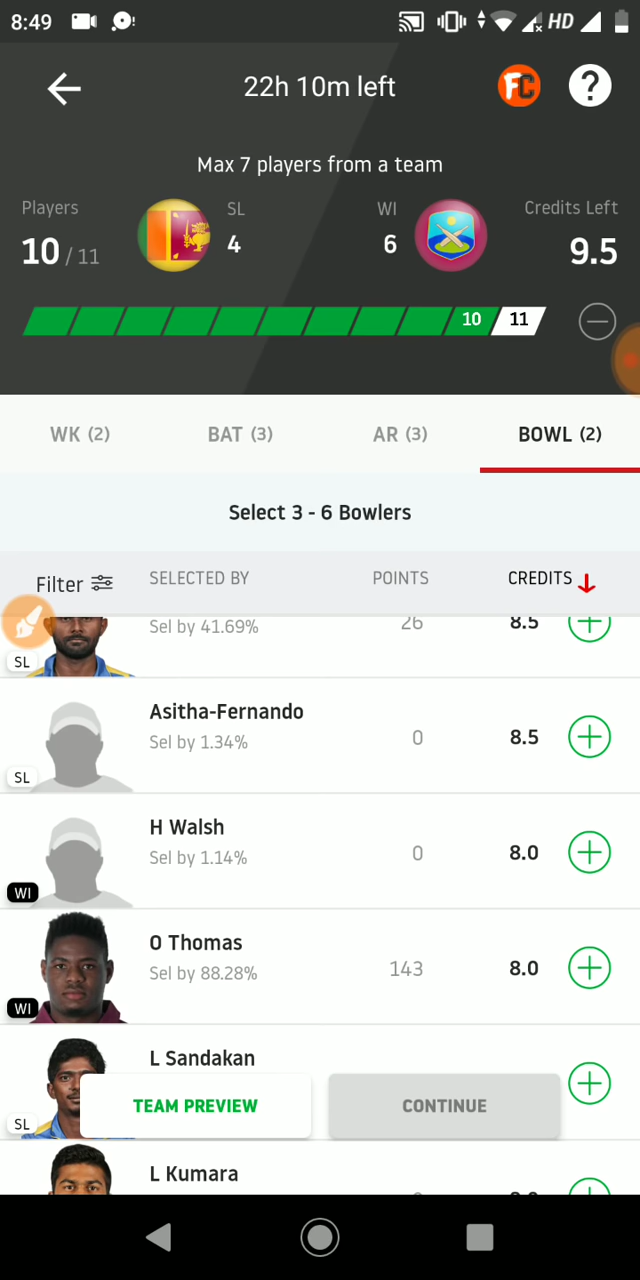 8:49 HD
22h 10m left FC ?
Max 7 players from a team
Players SL WI Credits Left
10 / 11 4 6 9.5
10 11
WK (2) BAT (3) AR (3) BOWL (2)
Select 3 - 6 Bowlers
Filter SELECTED BY POINTS CREDITS
Sel by 41.69% 26 8.5
SL
Asitha-Fernando
Sel by 1.34% 0 8.5
SL
H Walsh
Sel by 1.14% 0 8.0
WI
O Thomas
Sel by 88.28% 143 8.0
WI
L Sandakan
TEAM PREVIEW CONTINUE
SL
L Kumara